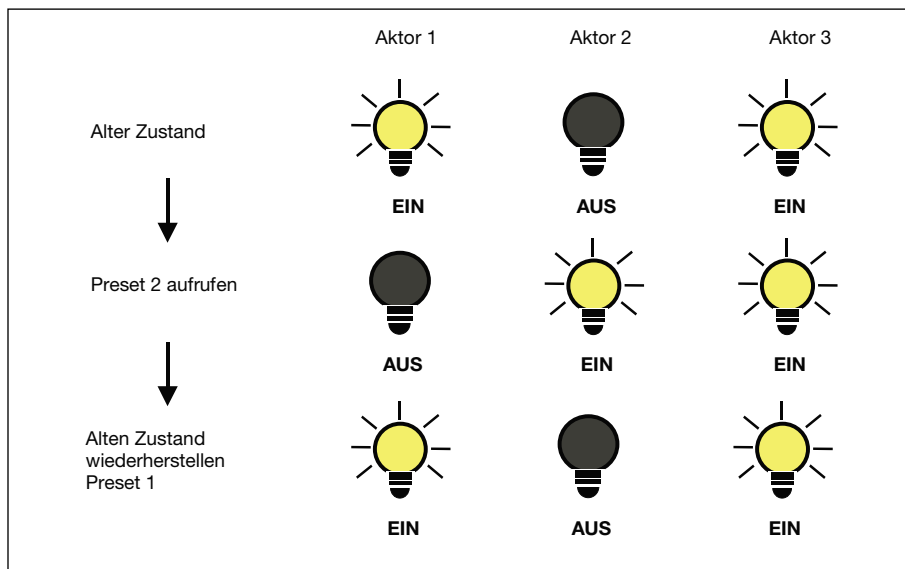 Aktor 1 Aktor 2 Aktor 3
Alter Zustand
EIN AUS EIN
Preset 2 aufrufen
AUS EIN EIN
Alten Zustand
wiederherstellen
Preset 1
EIN AUS EIN